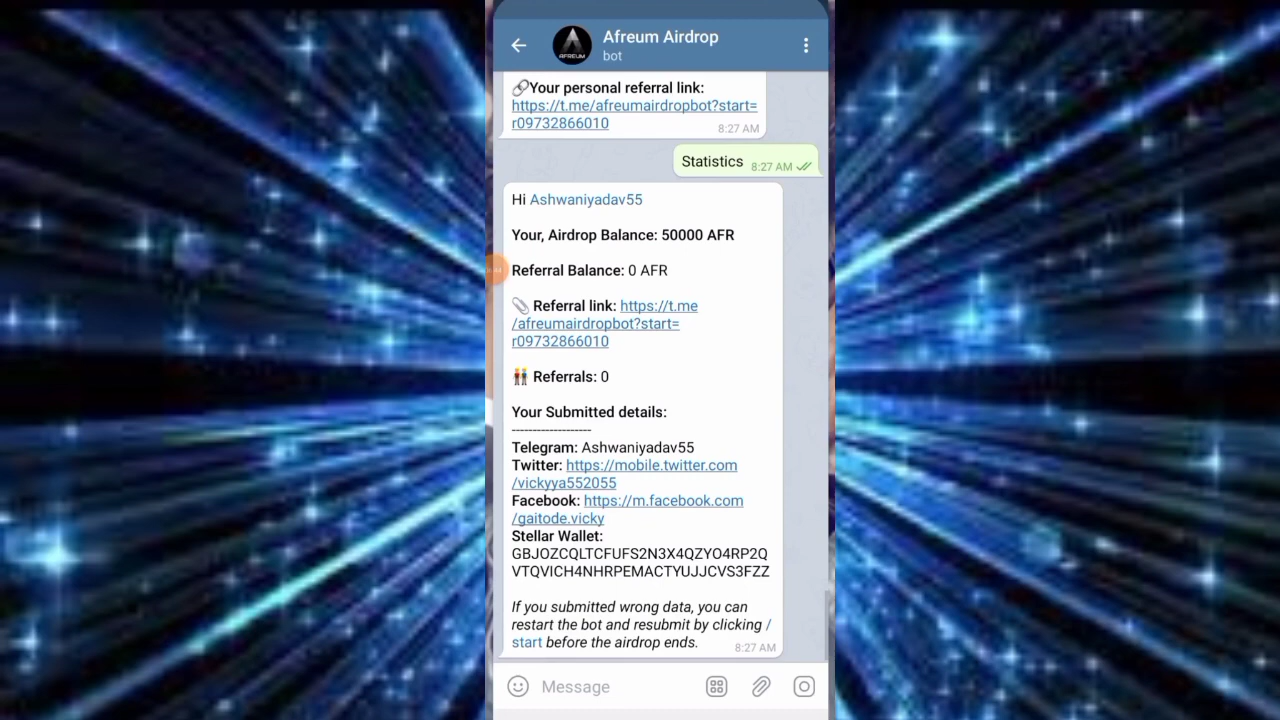 Afreum Airdrop
bot
AFREUM
🔗Your personal referral link:
https://t.me/afreumairdropbot?start=
r09732866010
8:27 AM
Statistics 8:27 AM
Hi Ashwaniyadav55
Your, Airdrop Balance: 50000 AFR
Referral Balance: 0 AFR
📎 Referral link: https://t.me
/afreumairdropbot?start=
r09732866010
👬 Referrals: 0
Your Submitted details:
-------------------
Telegram: Ashwaniyadav55
Twitter: https://mobile.twitter.com
/vickyya552055
Facebook: https://m.facebook.com
/gaitode.vicky
Stellar Wallet:
GBJOZCQLTCFUFS2N3X4QZYO4RP2Q
VTQVICH4NHRPEMACTYUJJCVS3FZZ
If you submitted wrong data, you can
restart the bot and resubmit by clicking /
start before the airdrop ends.
8:27 AM
Message